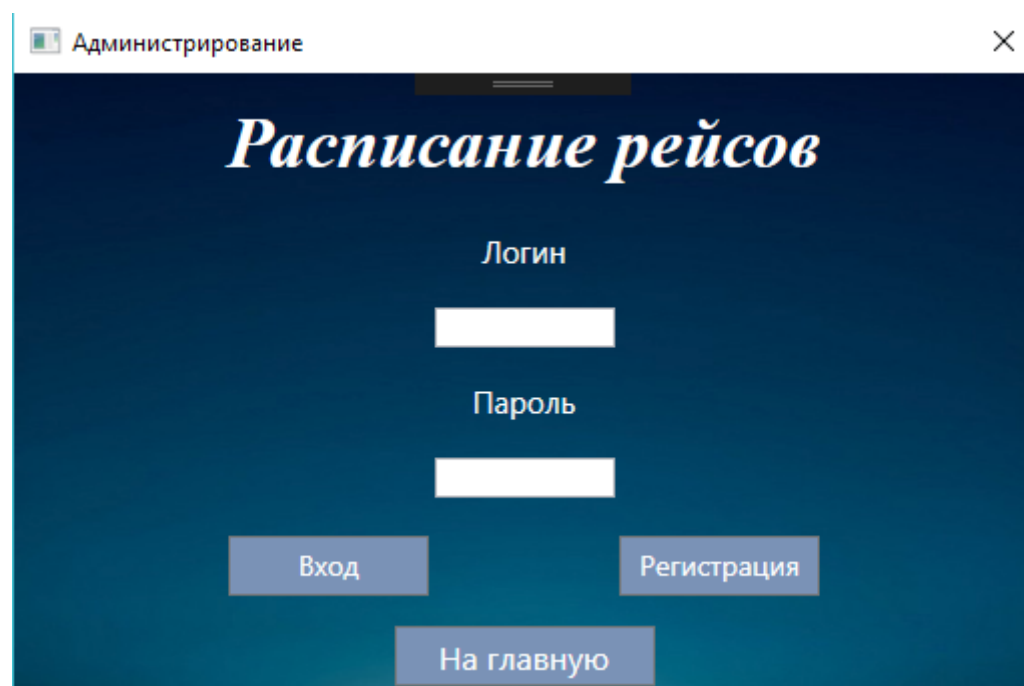 Администрирование
Расписание рейсов
Логин
Пароль
Вход Регистрация
На главную